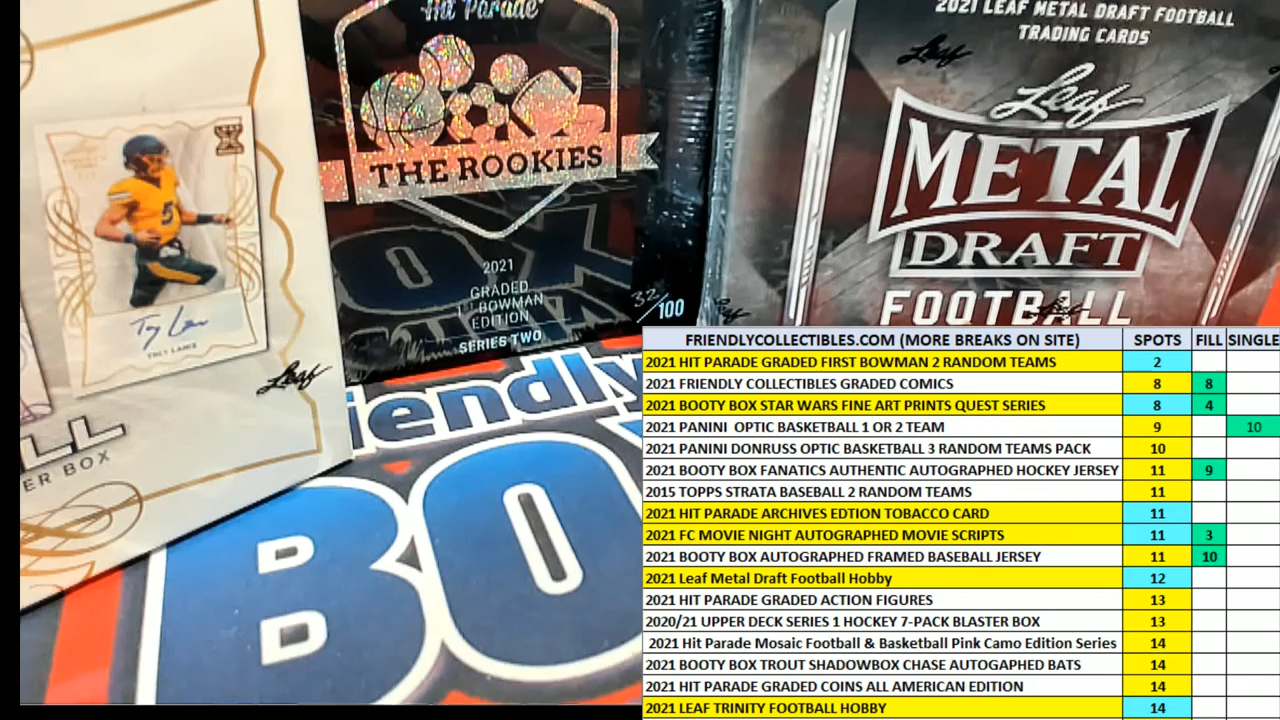 Hit Parade
THE ROOKIES
2021
GRADED
1ST BOWMAN
EDITION
SERIES TWO
32/100
5
TREY LANCE
Leaf
LL
ER BOX
iendly
BO
2021 LEAF METAL DRAFT FOOTBALL
TRADING CARDS
Leaf
Leaf
METAL
DRAFT
FOOTBALL
FRIENDLYCOLLECTIBLES.COM (MORE BREAKS ON SITE) SPOTS FILL SINGLE
2021 HIT PARADE GRADED FIRST BOWMAN 2 RANDOM TEAMS 2
2021 FRIENDLY COLLECTIBLES GRADED COMICS 8 8
2021 BOOTY BOX STAR WARS FINE ART PRINTS QUEST SERIES 8 4
2021 PANINI OPTIC BASKETBALL 1 OR 2 TEAM 9 10
2021 PANINI DONRUSS OPTIC BASKETBALL 3 RANDOM TEAMS PACK 10
2021 BOOTY BOX FANATICS AUTHENTIC AUTOGRAPHED HOCKEY JERSEY 11 9
2015 TOPPS STRATA BASEBALL 2 RANDOM TEAMS 11
2021 HIT PARADE ARCHIVES EDTION TOBACCO CARD 11
2021 FC MOVIE NIGHT AUTOGRAPHED MOVIE SCRIPTS 11 3
2021 BOOTY BOX AUTOGRAPHED FRAMED BASEBALL JERSEY 11 10
2021 Leaf Metal Draft Football Hobby 12
2021 HIT PARADE GRADED ACTION FIGURES 13
2020/21 UPPER DECK SERIES 1 HOCKEY 7-PACK BLASTER BOX 13
2021 Hit Parade Mosaic Football & Basketball Pink Camo Edition Series 14
2021 BOOTY BOX TROUT SHADOWBOX CHASE AUTOGAPHED BATS 14
2021 HIT PARADE GRADED COINS ALL AMERICAN EDITION 14
2021 LEAF TRINITY FOOTBALL HOBBY 14